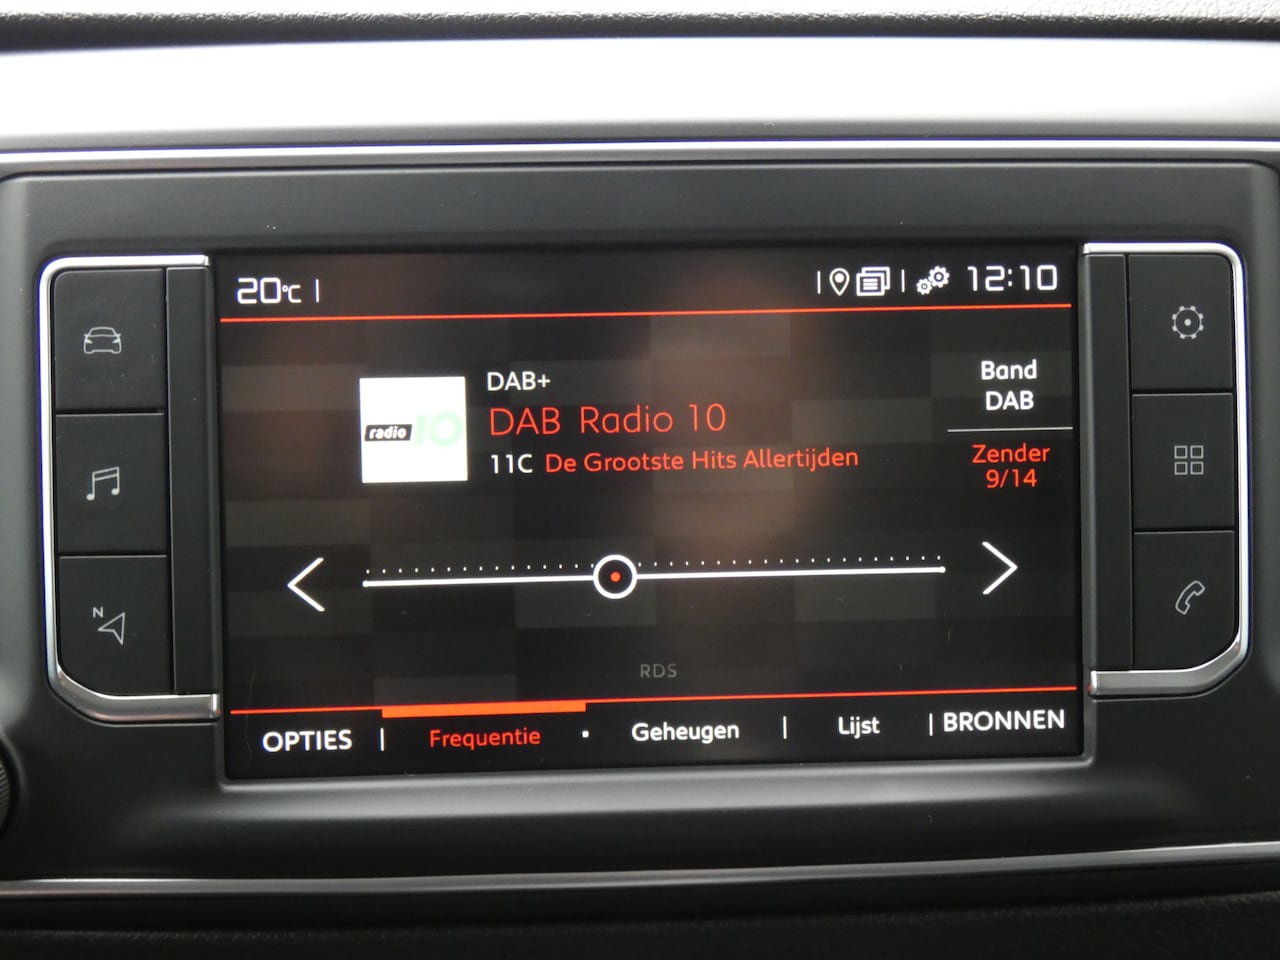 20°C
12:10
DAB+
Band
DAB
radio 10
DAB Radio 10
11C De Grootste Hits Allertijden
Zender
9/14
N
RDS
OPTIES | Frequentie · Geheugen | Lijst | BRONNEN